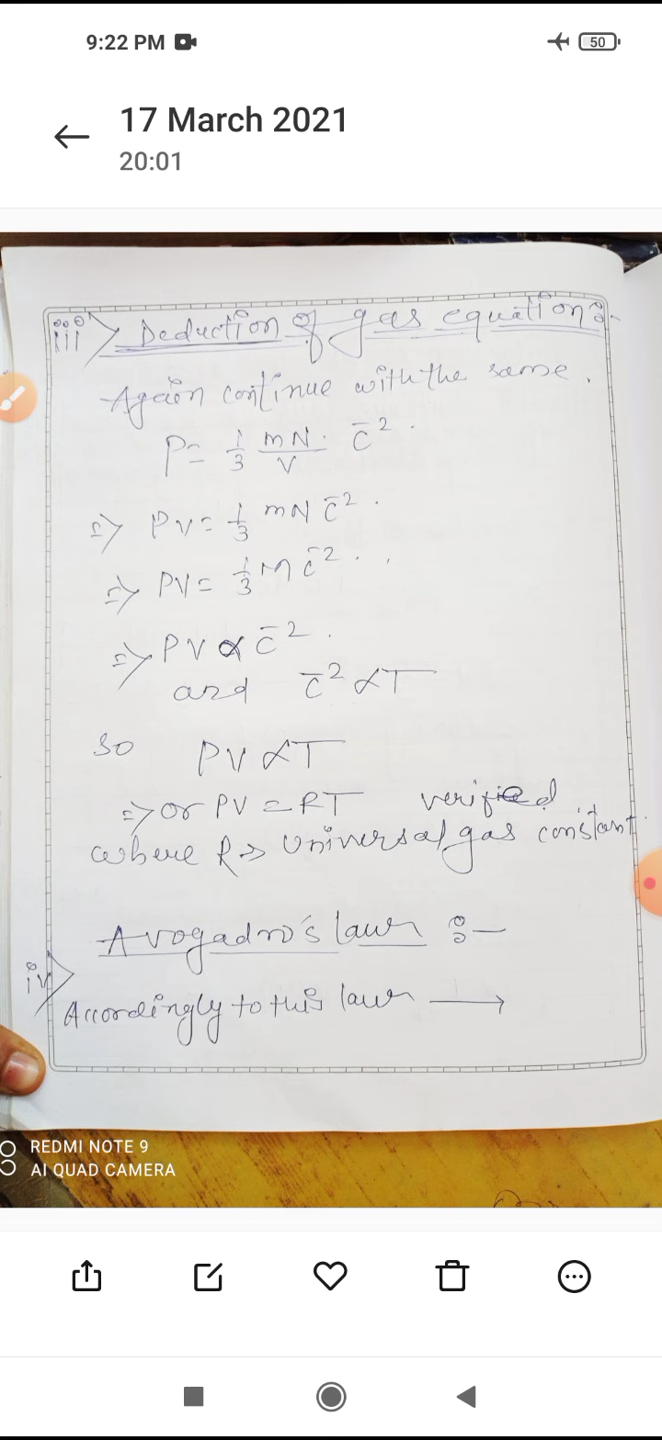 9:22 PM
50
17 March 2021
20:01
iii> Deduction of gas equation:-
Again continue with the same.
P = 1/3 mN/V . c̄².
=> PV = 1/3 mN c̄².
=> PV = 1/3 M c̄².
=> PV ∝ c̄².
and c̄² ∝ T
So PV ∝ T
=> or PV = RT verified
where R → Universal gas constant.
iv> Avogadro's law :-
Accordingly to this law →
REDMI NOTE 9
AI QUAD CAMERA